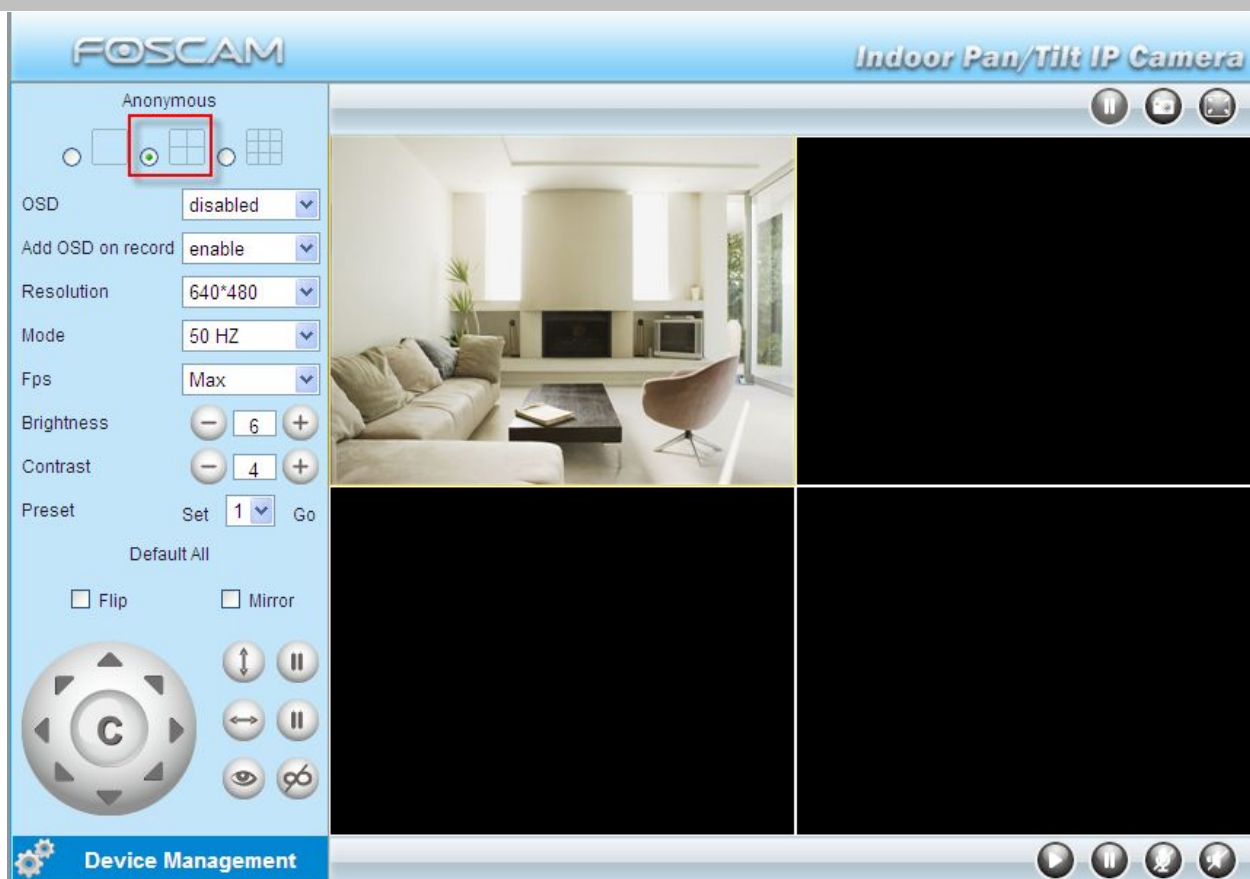 FOSCAM
Indoor Pan/Tilt IP Camera
Anonymous
OSD disabled
Add OSD on record enable
Resolution 640*480
Mode 50 HZ
Fps Max
Brightness 6
Contrast 4
Preset Set 1 Go
Default All
Flip Mirror
C
Device Management